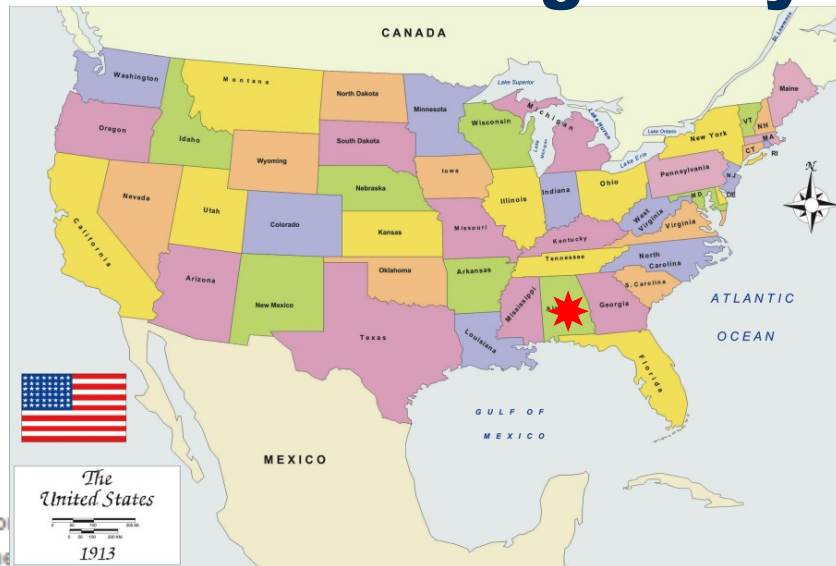 CANADA
Washington
Montana
North Dakota
Minnesota
Lake Superior
St. Lawrence
Maine
Oregon
Idaho
Wyoming
South Dakota
Wisconsin
Michigan
Lake Huron
Lake Michigan
Lake Ontario
Lake Erie
New York
VT
NH
MA
CT
RI
Nevada
Utah
Colorado
Nebraska
Iowa
Illinois
Indiana
Ohio
Pennsylvania
NJ
MD
DE
N
California
Kansas
Missouri
Kentucky
West
Virginia
Virginia
Arizona
New Mexico
Oklahoma
Arkansas
Tennessee
North
Carolina
S. Carolina
Texas
Louisiana
Mississippi
Georgia
Florida
ATLANTIC
OCEAN
GULF OF
MEXICO
MEXICO
The
United States
1913